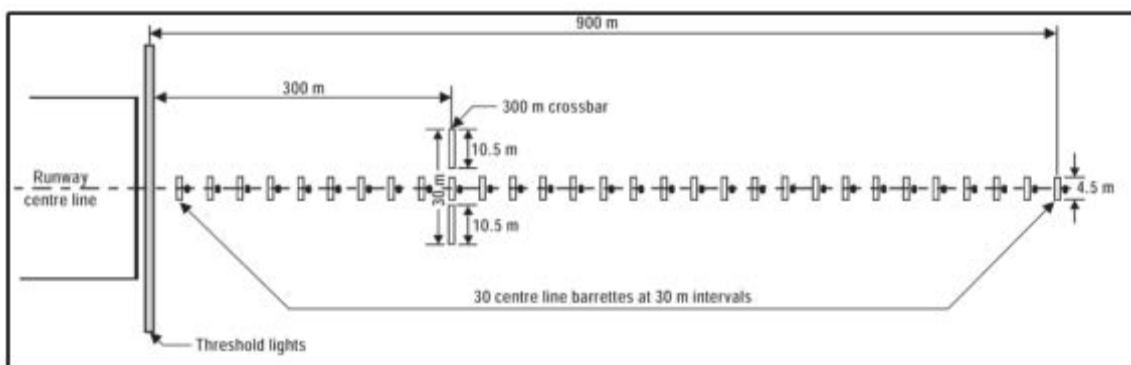 900 m
300 m
300 m crossbar
10.5 m
Runway
centre line
30 m
4.5 m
10.5 m
30 centre line barrettes at 30 m intervals
Threshold lights